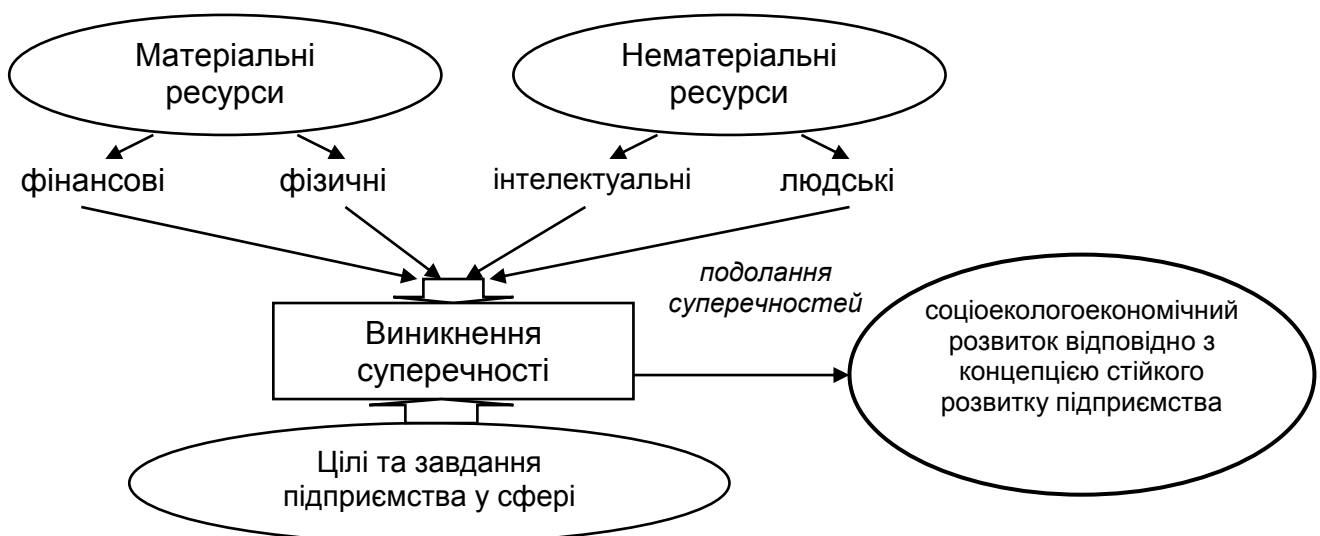 Матеріальні
ресурси
Нематеріальні
ресурси
фінансові
фізичні
інтелектуальні
людські
подолання
суперечностей
Виникнення
суперечності
соціоекологоекономічний
розвиток відповідно з
концепцією стійкого
розвитку підприємства
Цілі та завдання
підприємства у сфері